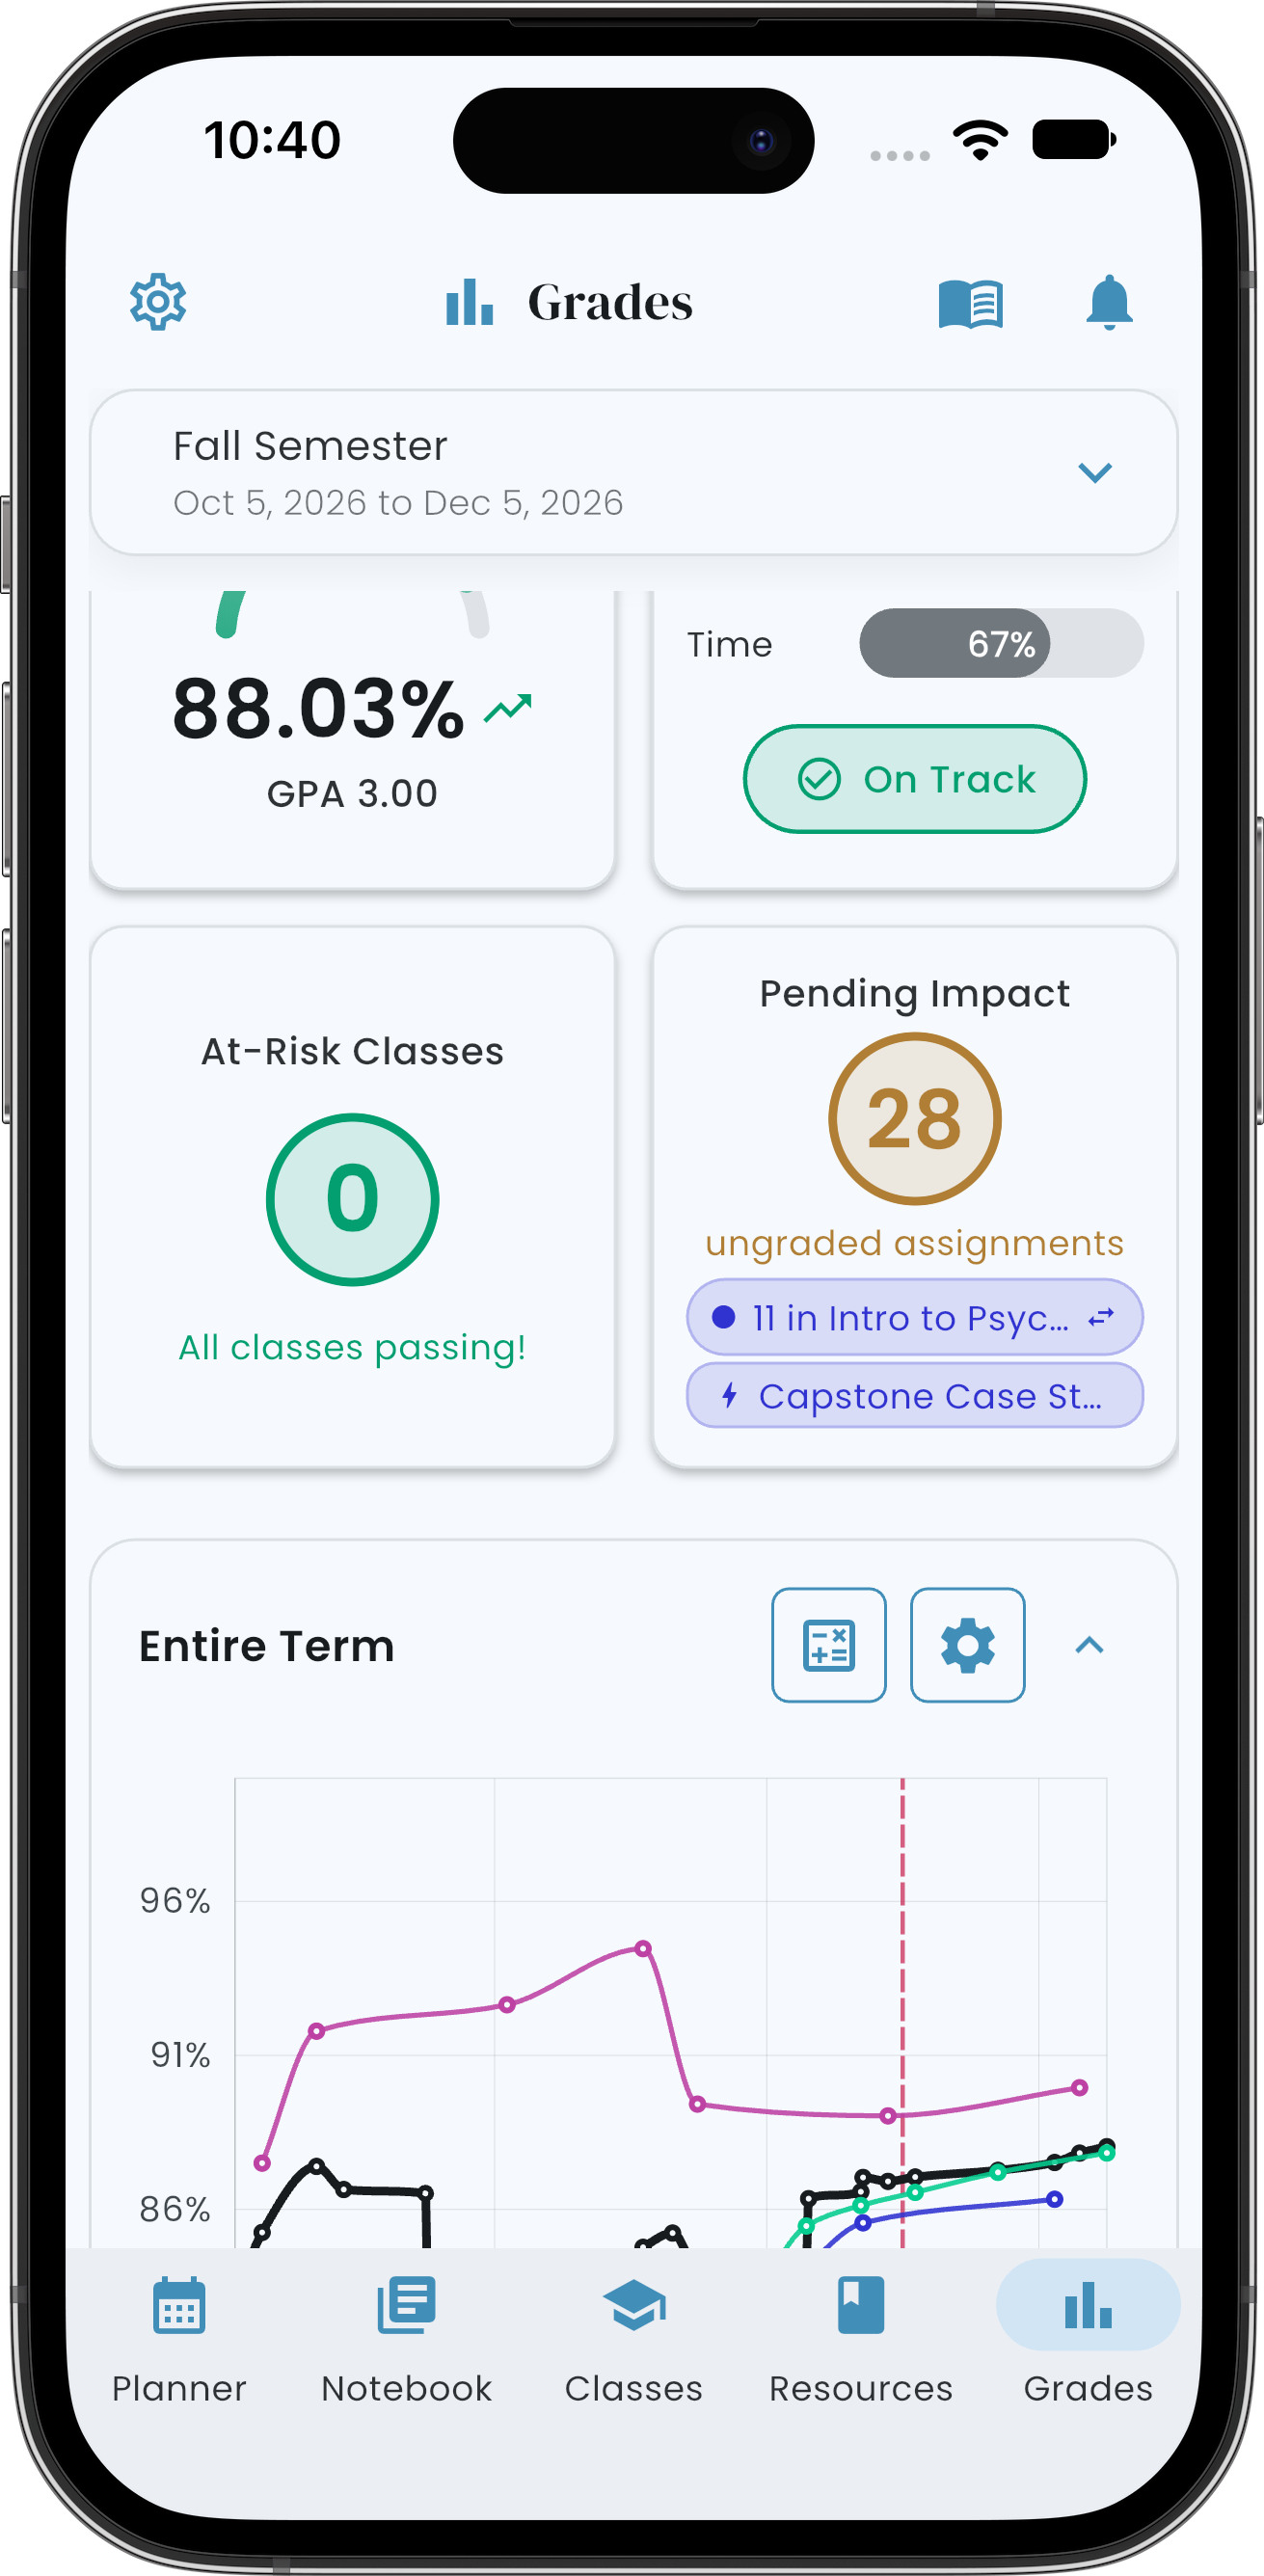 10:40
Grades
Fall Semester
Oct 5, 2026 to Dec 5, 2026
88.03%
GPA 3.00
Time
67%
On Track
At-Risk Classes
0
All classes passing!
Pending Impact
28
ungraded assignments
11 in Intro to Psyc...
Capstone Case St...
Entire Term
96%
91%
86%
Planner
Notebook
Classes
Resources
Grades